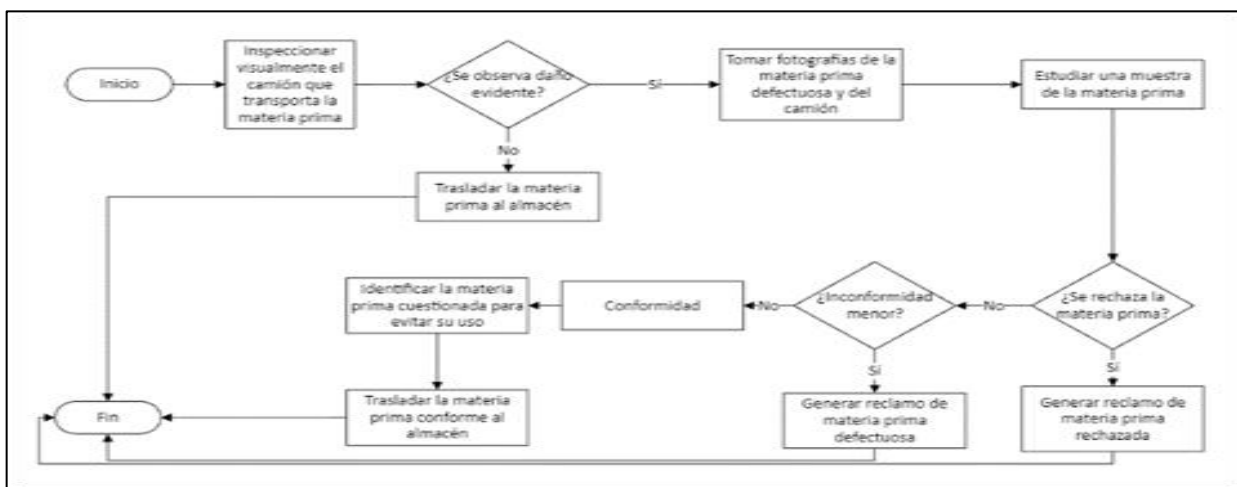 Inicio
Inspeccionar
visualmente el
camión que
transporta la
materia prima
¿Se observa daño
evidente?
Sí
Tomar fotografías de la
materia prima
defectuosa y del
camión
Estudiar una muestra
de la materia prima
No
Trasladar la materia
prima al almacén
¿Se rechaza la
materia prima?
No
¿Inconformidad
menor?
No
Conformidad
Identificar la materia
prima cuestionada para
evitar su uso
Trasladar la materia
prima conforme al
almacén
Sí
Generar reclamo de
materia prima
defectuosa
Sí
Generar reclamo de
materia prima
rechazada
Fin